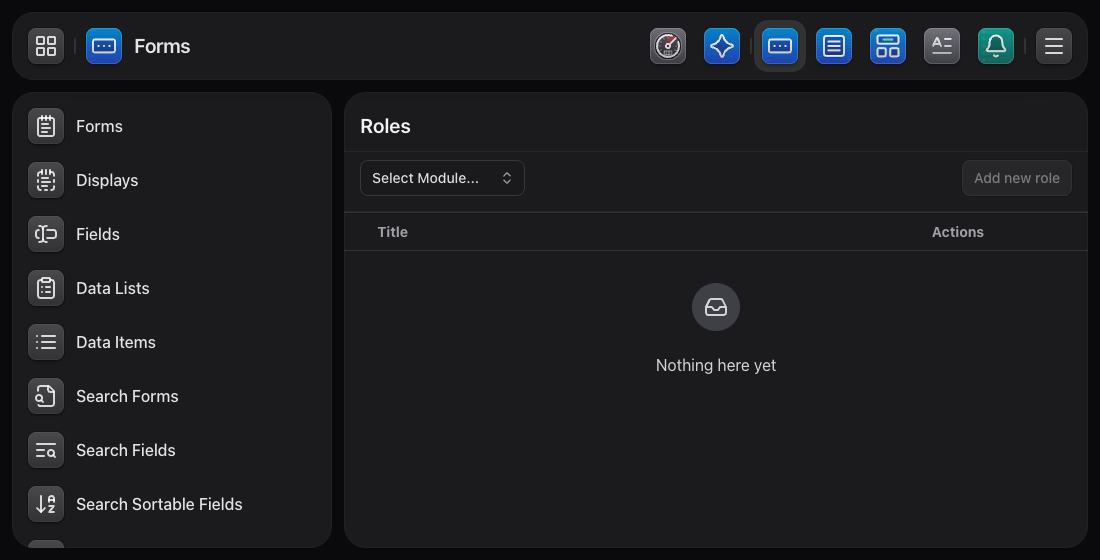 Forms
Forms
Displays
Fields
Data Lists
Data Items
Search Forms
Search Fields
Search Sortable Fields
Roles
Select Module...
Add new role
Title
Actions
Nothing here yet